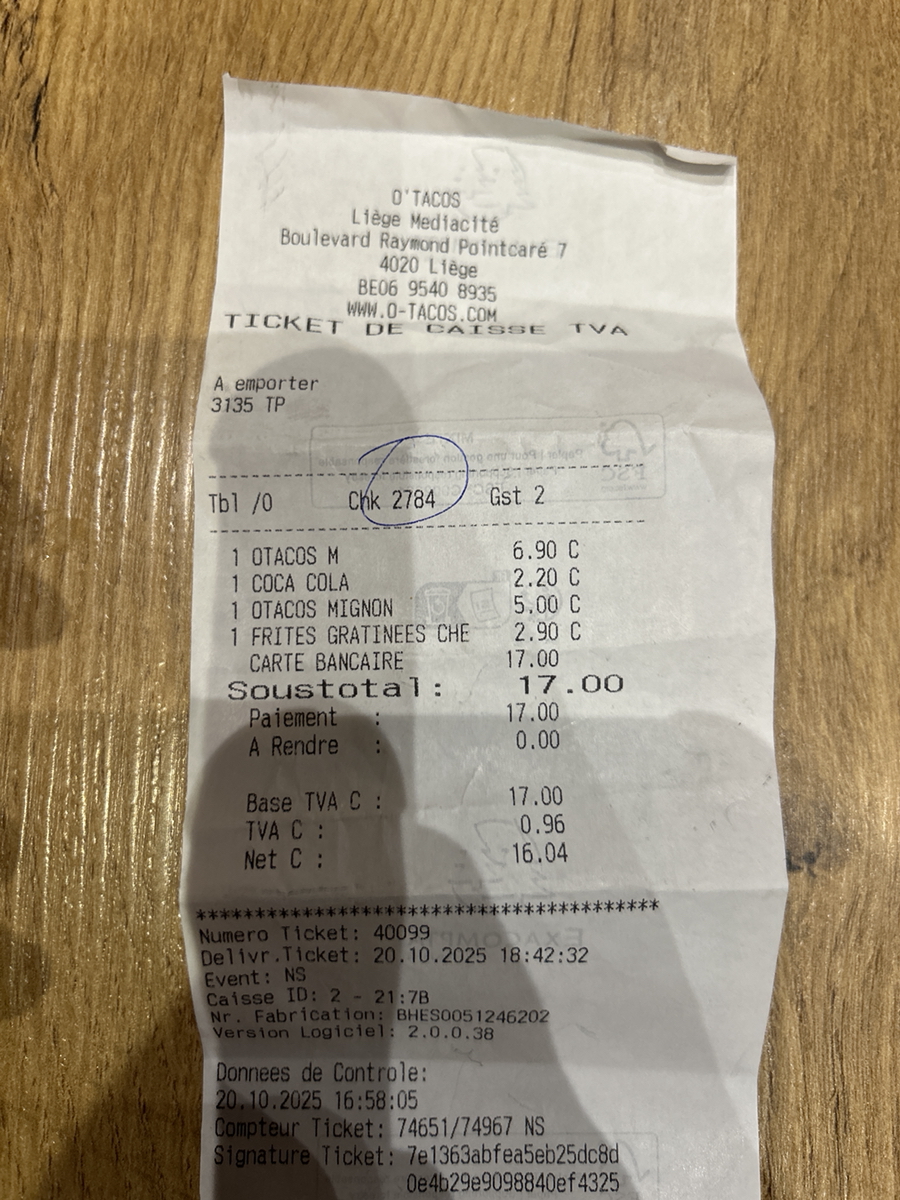 O'TACOS
Liège Mediacité
Boulevard Raymond Pointcaré 7
4020 Liège
BE06 9540 8935
WWW.O-TACOS.COM
TICKET DE CAISSE TVA
A emporter
3135 TP
Tbl /0 Chk 2784 Gst 2
1 OTACOS M 6.90 C
1 COCA COLA 2.20 C
1 OTACOS MIGNON 5.00 C
1 FRITES GRATINEES CHE 2.90 C
CARTE BANCAIRE 17.00
Soustotal: 17.00
Paiement : 17.00
A Rendre : 0.00
Base TVA C : 17.00
TVA C : 0.96
Net C : 16.04
*****************************************
Numero Ticket: 40099
Delivr.Ticket: 20.10.2025 18:42:32
Event: NS
Caisse ID: 2 - 21:7B
Nr. Fabrication: BHES0051246202
Version Logiciel: 2.0.0.38
Donnees de Controle:
20.10.2025 16:58:05
Compteur Ticket: 74651/74967 NS
Signature Ticket: 7e1363abfea5eb25dc8d
0e4b29e9098840ef4325